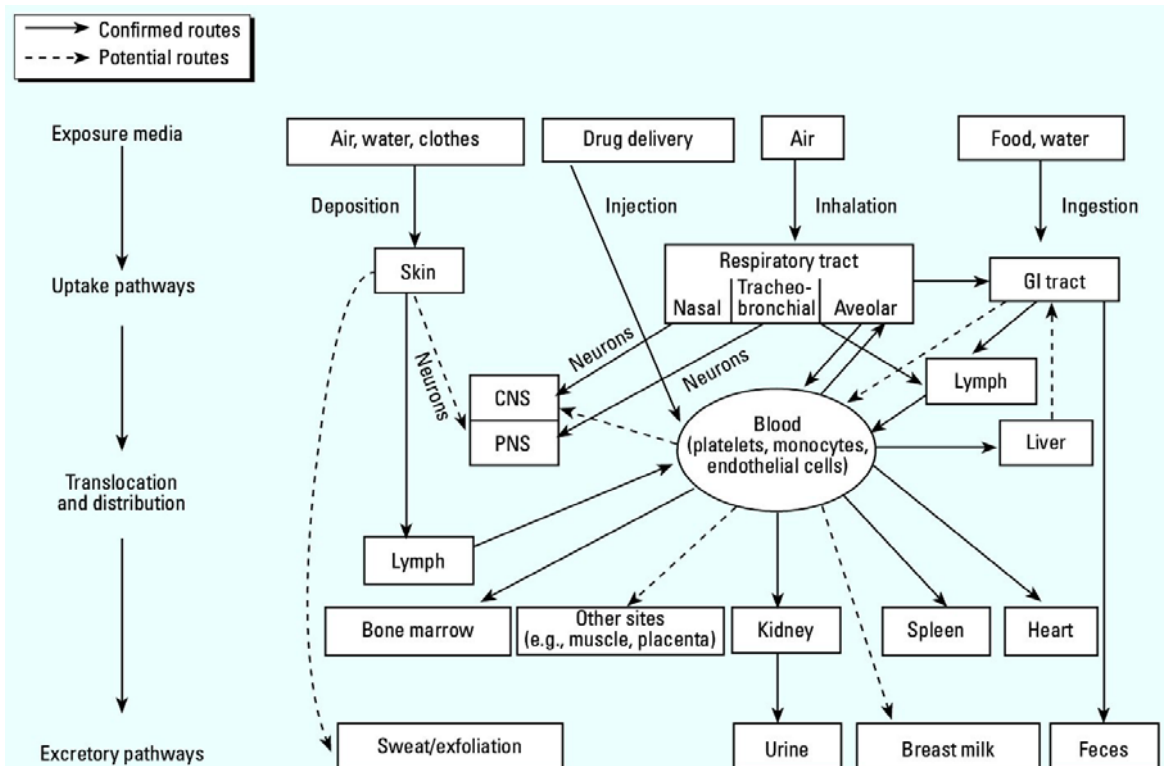 Confirmed routes
Potential routes
Exposure media
Air, water, clothes
Drug delivery
Air
Food, water
Deposition
Injection
Inhalation
Ingestion
Uptake pathways
Skin
Respiratory tract
Nasal
Tracheo-
bronchial
Aveolar
GI tract
Neurons
Neurons
Neurons
CNS
PNS
Lymph
Blood
(platelets, monocytes,
endothelial cells)
Liver
Translocation
and distribution
Lymph
Bone marrow
Other sites
(e.g., muscle, placenta)
Kidney
Spleen
Heart
Excretory pathways
Sweat/exfoliation
Urine
Breast milk
Feces